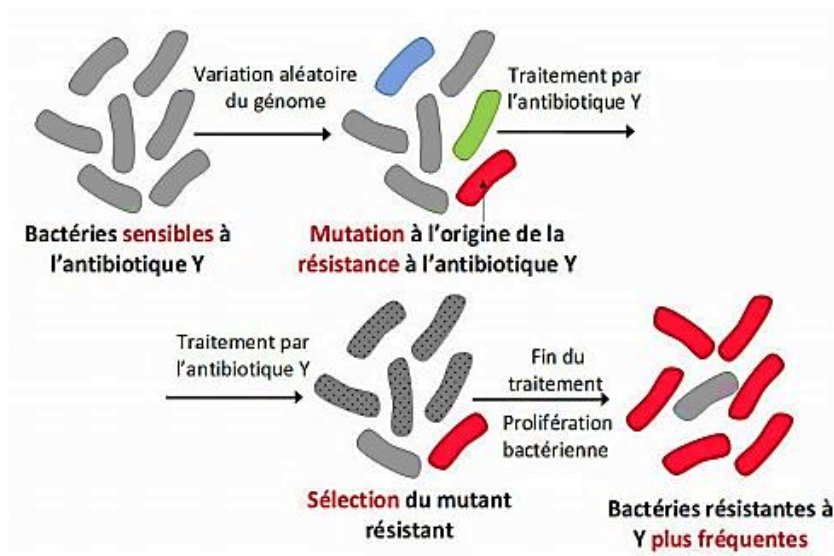 Variation aléatoire
du génome
Traitement par
l'antibiotique Y
Bactéries sensibles à
l'antibiotique Y
Mutation à l'origine de la
résistance à l'antibiotique Y
Traitement par
l'antibiotique Y
Fin du
traitement
Prolifération
bactérienne
Sélection du mutant
résistant
Bactéries résistantes à
Y plus fréquentes